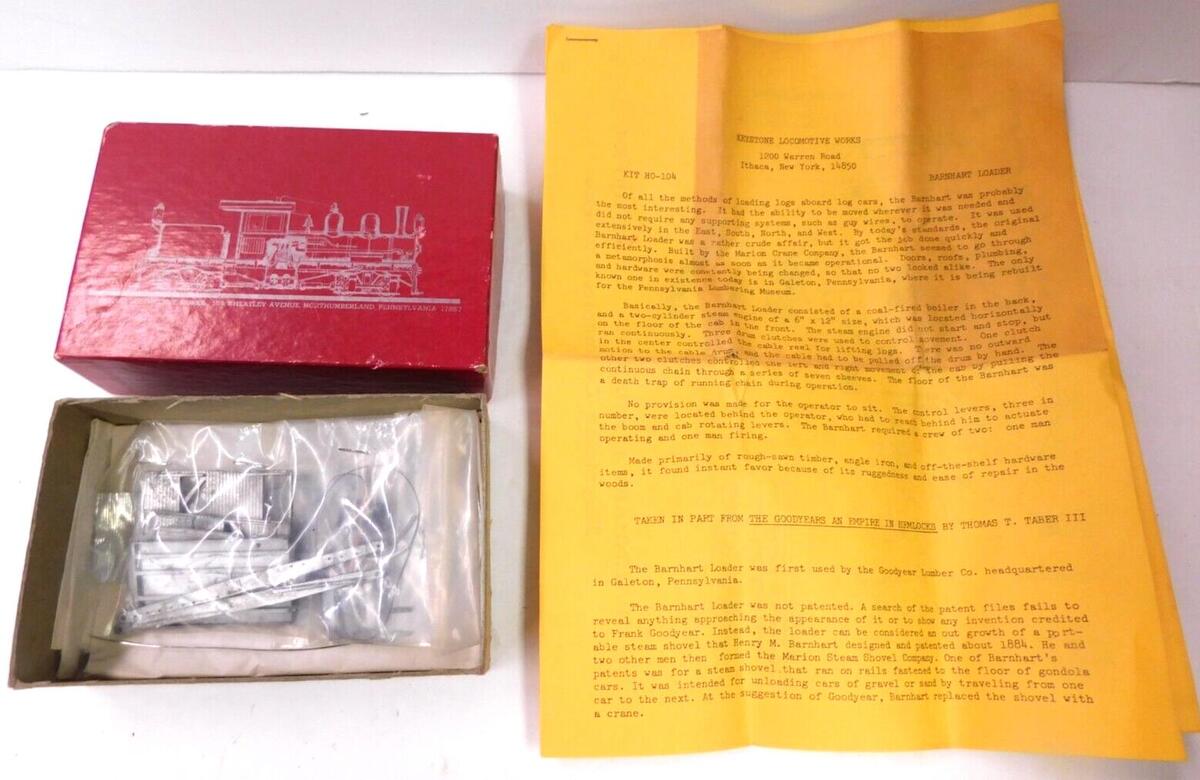 WHEATLEY AVENUE NORTHUMBERLAND, PENNSYLVANIA 17857
KEYSTONE LOCOMOTIVE WORKS
1200 Warren Road
Ithaca, New York, 14850
KIT HO-104
BARNHART LOADER
Of all the methods of loading logs aboard log cars, the Barnhart was probably
the most interesting. It had the ability to be moved wherever it was needed and
did not require any supporting systems, such as guy wires, to operate. It was used
extensively in the East, South, North, and West. By today's standards, the original
Barnhart Loader was a rather crude affair, but it got the job done quickly and
efficiently. Built by the Marion Crane Company, the Barnhart seemed to go through
a metamorphosis almost as soon as it became operational. Doors, roofs, plumbing,
and hardware were constantly being changed, so that no two looked alike. The only
known one in existence today is in Galeton, Pennsylvania, where it is being rebuilt
for the Pennsylvania Lumbering Museum.
Basically, the Barnhart Loader consisted of a coal-fired boiler in the back,
and a two-cylinder steam engine of a 6" x 12" size, which was located horizontally
on the floor of the cab in the front. The steam engine did not start and stop, but
ran continuously. Three drum clutches were used to control movement. One clutch
in the center controlled the cable reel for lifting logs. There was no outward
motion to the cable drum, and the cable had to be pulled off the drum by hand. The
other two clutches controlled the left and right movement of the cab by pulling the
continuous chain through a series of seven sheeves. The floor of the Barnhart was
a death trap of running chain during operation.
No provision was made for the operator to sit. The control levers, three in
number, were located behind the operator, who had to reach behind him to actuate
the boom and cab rotating levers. The Barnhart required a crew of two: one man
operating and one man firing.
Made primarily of rough-sawn timber, angle iron, and off-the-shelf hardware
items, it found instant favor because of its ruggedness and ease of repair in the
woods.
TAKEN IN PART FROM THE GOODYEARS AN EMPIRE IN HEMLOCKS BY THOMAS T. TABER III
The Barnhart Loader was first used by the Goodyear Lumber Co. headquartered
in Galeton, Pennsylvania.
The Barnhart Loader was not patented. A search of the patent files fails to
reveal anything approaching the appearance of it or to show any invention credited
to Frank Goodyear. Instead, the loader can be considered an out growth of a port-
able steam shovel that Henry M. Barnhart designed and patented about 1884. He and
two other men then formed the Marion Steam Shovel Company. One of Barnhart's
patents was for a steam shovel that ran on rails fastened to the floor of gondola
cars. It was intended for unloading cars of gravel or sand by traveling from one
car to the next. At the suggestion of Goodyear, Barnhart replaced the shovel with
a crane.